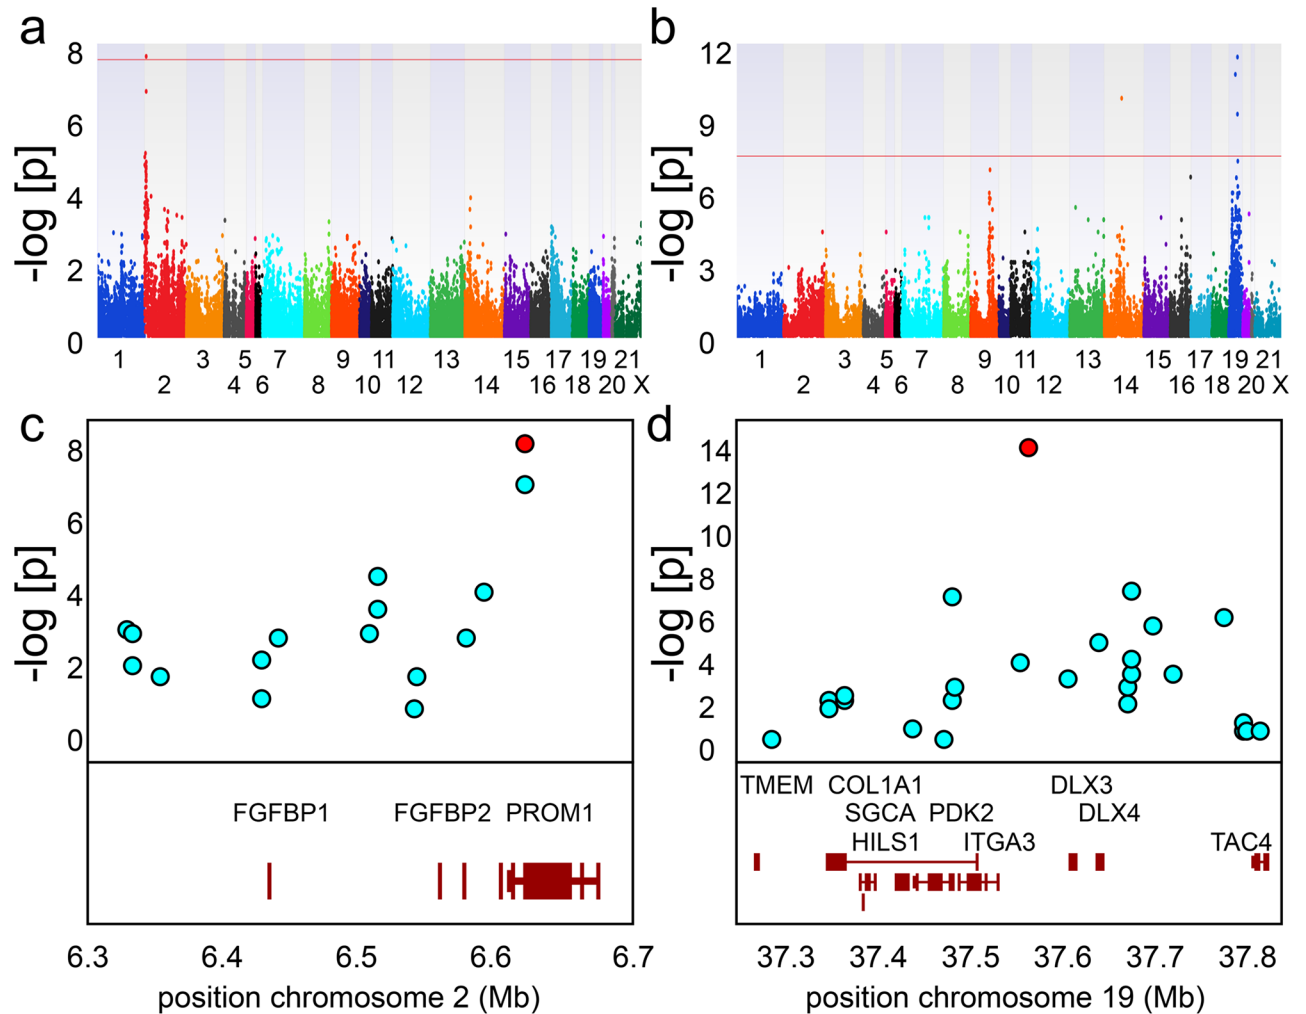 a
8
6
4
2
0
-log [p]
1 3 5 7 9 11 13 15 17 19 21
2 4 6 8 10 12 14 16 18 20 X
b
12
9
6
3
0
-log [p]
1 3 5 7 9 11 13 15 17 19 21
2 4 6 8 10 12 14 16 18 20 X
c
8
6
4
2
0
-log [p]
FGFBP1 FGFBP2 PROM1
6.3 6.4 6.5 6.6 6.7
position chromosome 2 (Mb)
d
14
12
10
8
6
4
2
0
-log [p]
TMEM COL1A1 DLX3
SGCA PDK2 DLX4
HILS1 ITGA3 TAC4
37.3 37.4 37.5 37.6 37.7 37.8
position chromosome 19 (Mb)